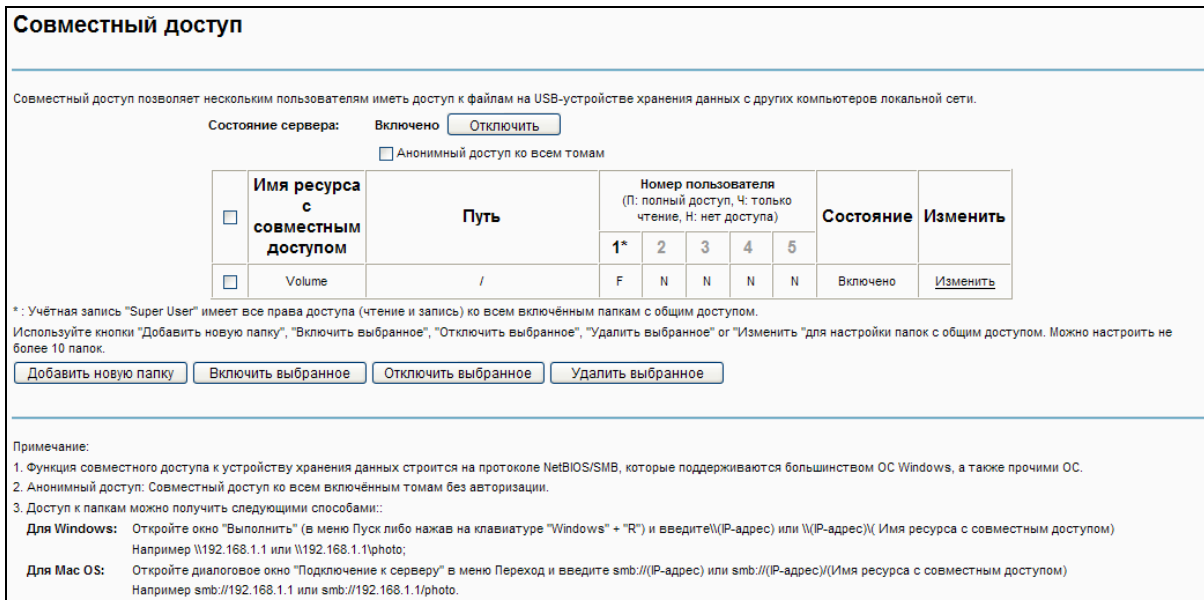 Совместный доступ
Совместный доступ позволяет нескольким пользователям иметь доступ к файлам на USB-устройстве хранения данных с других компьютеров локальной сети.
Состояние сервера: Включено Отключить
Анонимный доступ ко всем томам
Имя ресурса с совместным доступом Путь Номер пользователя (П: полный доступ, Ч: только чтение, Н: нет доступа) Состояние Изменить
1* 2 3 4 5
Volume / F N N N N Включено Изменить
* : Учётная запись "Super User" имеет все права доступа (чтение и запись) ко всем включённым папкам с общим доступом.
Используйте кнопки "Добавить новую папку", "Включить выбранное", "Отключить выбранное", "Удалить выбранное" or "Изменить "для настройки папок с общим доступом. Можно настроить не
более 10 папок.
Добавить новую папку Включить выбранное Отключить выбранное Удалить выбранное
Примечание:
1. Функция совместного доступа к устройству хранения данных строится на протоколе NetBIOS/SMB, которые поддерживаются большинством ОС Windows, а также прочими ОС.
2. Анонимный доступ: Совместный доступ ко всем включённым томам без авторизации.
3. Доступ к папкам можно получить следующими способами::
Для Windows: Откройте окно "Выполнить" (в меню Пуск либо нажав на клавиатуре "Windows" + "R") и введите\\(IP-адрес) или \\(IP-адрес)\( Имя ресурса с совместным доступом)
Например \\192.168.1.1 или \\192.168.1.1\photo;
Для Mac OS: Откройте диалоговое окно "Подключение к серверу" в меню Переход и введите smb://(IP-адрес) или smb://(IP-адрес)/(Имя ресурса с совместным доступом)
Например smb://192.168.1.1 или smb://192.168.1.1/photo.